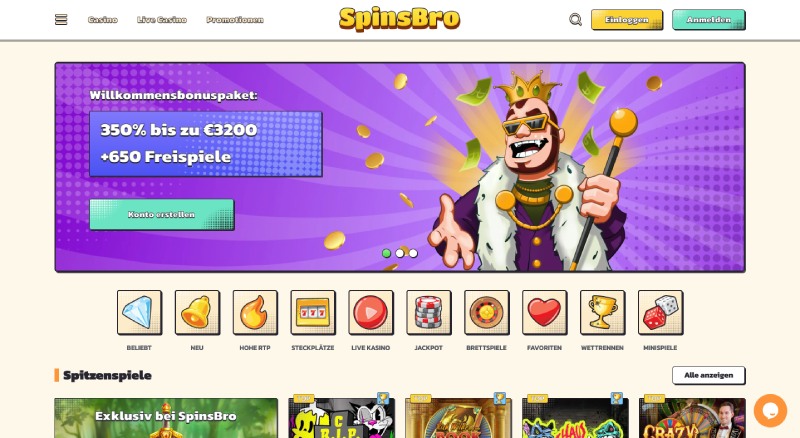 Casino Live Casino Promotionen SpinsBro Einloggen Anmelden
Willkommensbonuspaket:
350% bis zu €3200
+650 Freispiele
Konto erstellen
BELIEBT NEU HOHE RTP STECKPLÄTZE LIVE KASINO JACKPOT BRETTSPIELE FAVORITEN WETTRENNEN MINISPIELE
Spitzenspiele Alle anzeigen
Exklusiv bei SpinsBro
CRAZY